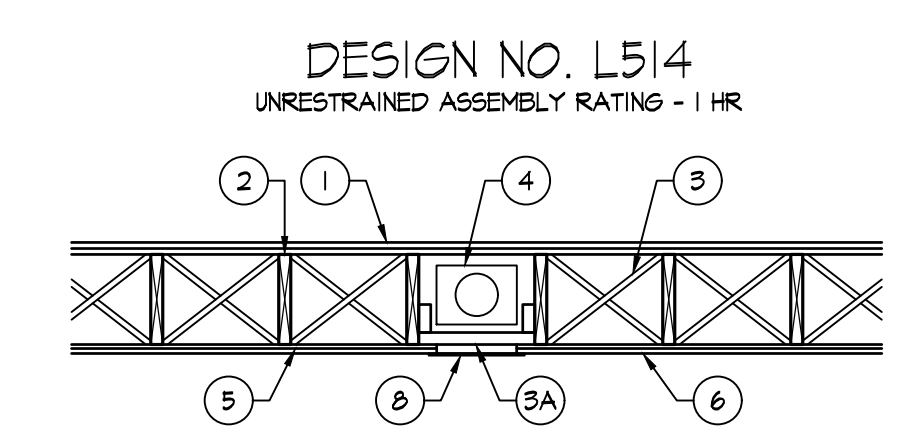 DESIGN NO. L514
UNRESTRAINED ASSEMBLY RATING - 1 HR
2 1 4 3
5 8 3A 6